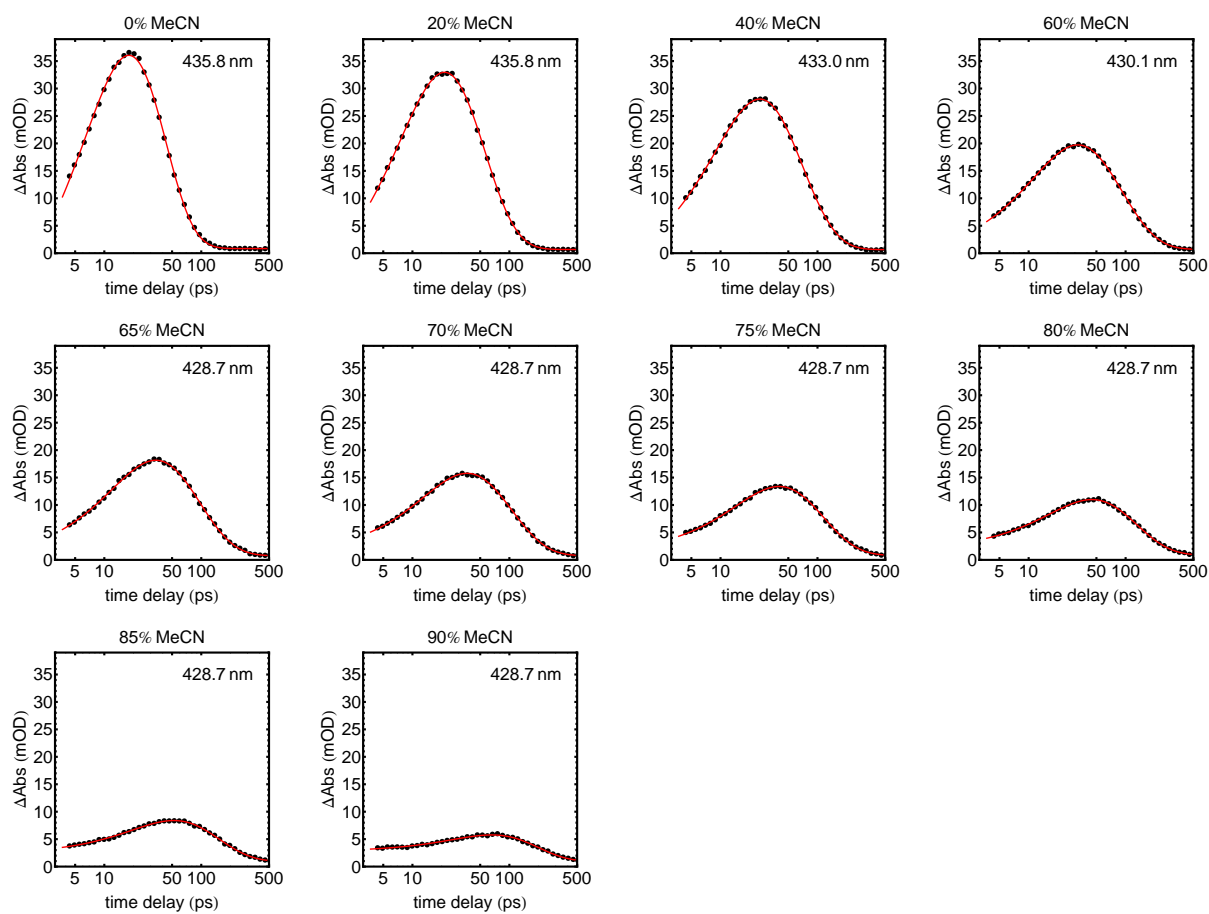 0% MeCN
35
30
25
20
15
10
5
0
ΔAbs (mOD)
435.8 nm
5 10 50 100 500
time delay (ps)
20% MeCN
35
30
25
20
15
10
5
0
ΔAbs (mOD)
435.8 nm
5 10 50 100 500
time delay (ps)
40% MeCN
35
30
25
20
15
10
5
0
ΔAbs (mOD)
433.0 nm
5 10 50 100 500
time delay (ps)
60% MeCN
35
30
25
20
15
10
5
0
ΔAbs (mOD)
430.1 nm
5 10 50 100 500
time delay (ps)
65% MeCN
35
30
25
20
15
10
5
0
ΔAbs (mOD)
428.7 nm
5 10 50 100 500
time delay (ps)
70% MeCN
35
30
25
20
15
10
5
0
ΔAbs (mOD)
428.7 nm
5 10 50 100 500
time delay (ps)
75% MeCN
35
30
25
20
15
10
5
0
ΔAbs (mOD)
428.7 nm
5 10 50 100 500
time delay (ps)
80% MeCN
35
30
25
20
15
10
5
0
ΔAbs (mOD)
428.7 nm
5 10 50 100 500
time delay (ps)
85% MeCN
35
30
25
20
15
10
5
0
ΔAbs (mOD)
428.7 nm
5 10 50 100 500
time delay (ps)
90% MeCN
35
30
25
20
15
10
5
0
ΔAbs (mOD)
428.7 nm
5 10 50 100 500
time delay (ps)